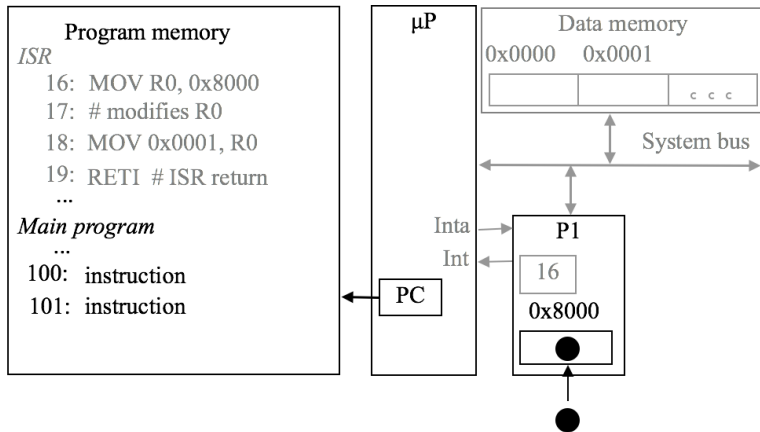 Program memory
ISR
16: MOV R0, 0x8000
17: # modifies R0
18: MOV 0x0001, R0
19: RETI # ISR return
...
Main program
...
100: instruction
101: instruction
μP
PC
Inta
Int
Data memory
0x0000 0x0001
c c c
System bus
P1
16
0x8000